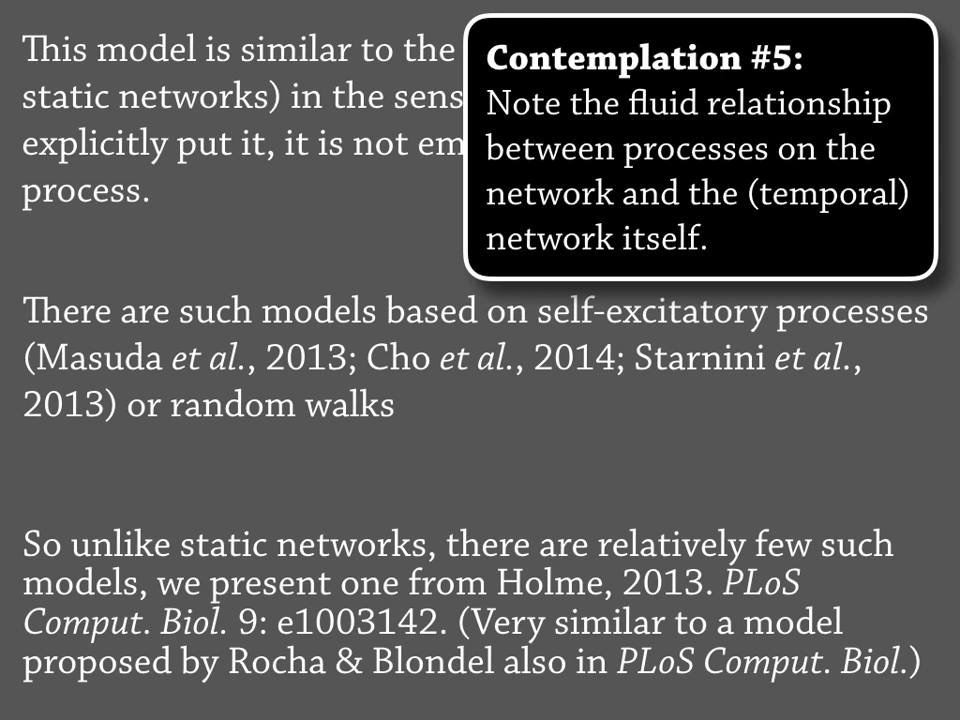 This model is similar to the
static networks) in the sens
explicitly put it, it is not em
process.
Contemplation #5:
Note the fluid relationship
between processes on the
network and the (temporal)
network itself.
There are such models based on self-excitatory processes
(Masuda et al., 2013; Cho et al., 2014; Starnini et al.,
2013) or random walks
So unlike static networks, there are relatively few such
models, we present one from Holme, 2013. PLoS
Comput. Biol. 9: e1003142. (Very similar to a model
proposed by Rocha & Blondel also in PLoS Comput. Biol.)